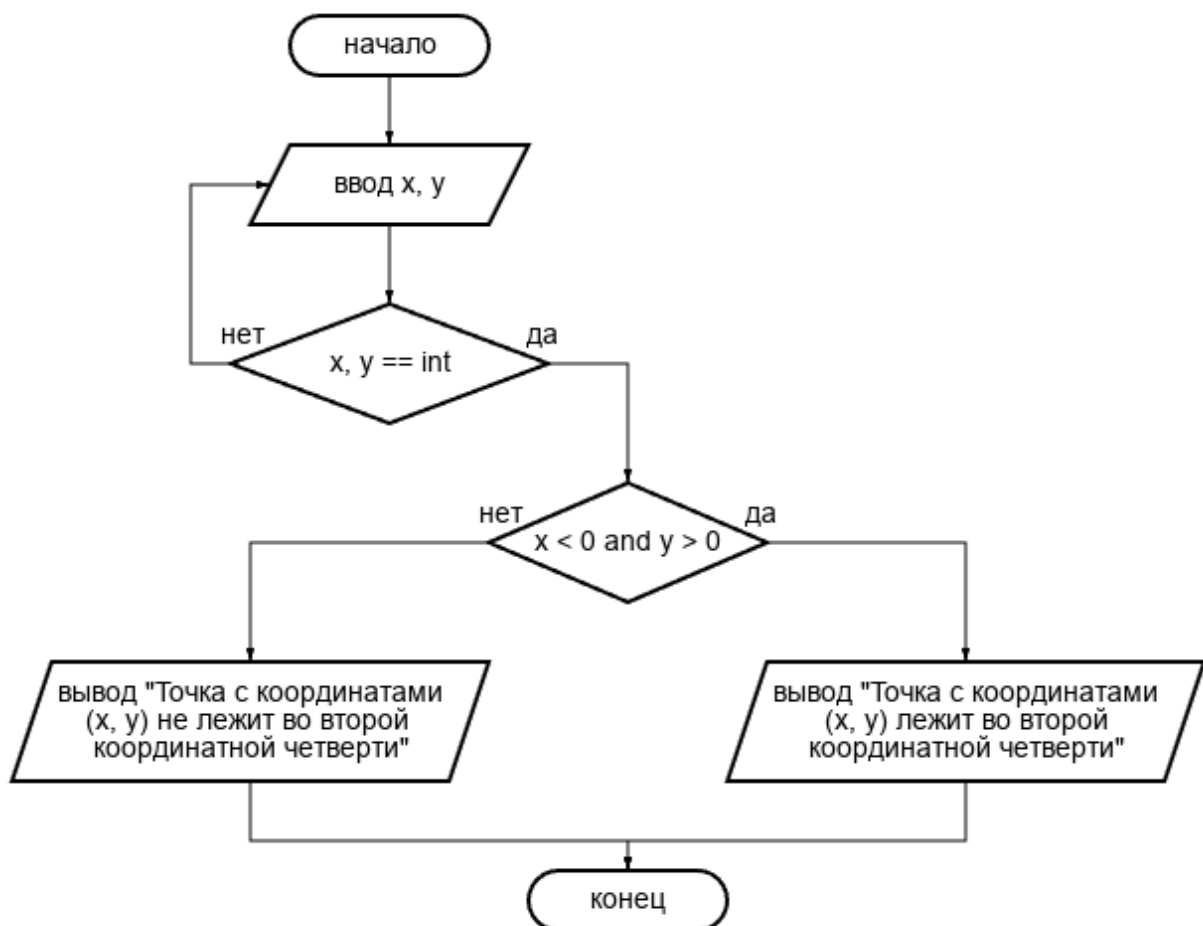 начало
ввод x, y
нет
да
x, y == int
нет
да
x < 0 and y > 0
вывод "Точка с координатами
(x, y) не лежит во второй
координатной четверти"
вывод "Точка с координатами
(x, y) лежит во второй
координатной четверти"
конец